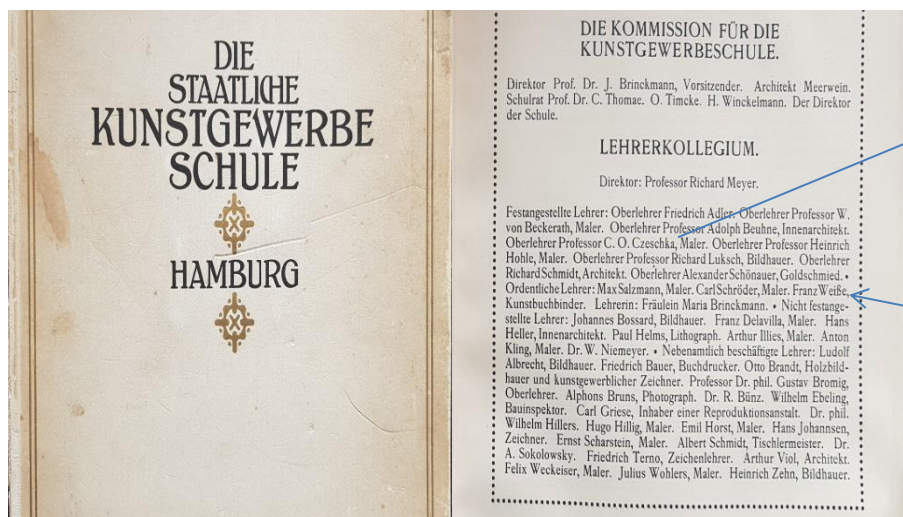 DIE
STAATLICHE
KUNSTGEWERBE
SCHULE
HAMBURG
DIE KOMMISSION FÜR DIE
KUNSTGEWERBESCHULE.
Direktor Prof. Dr. J. Brinckmann, Vorsitzender. Architekt Meerwein.
Schulrat Prof. Dr. C. Thomae. O. Timcke. H. Winckelmann. Der Direktor
der Schule.
LEHRERKOLLEGIUM.
Direktor: Professor Richard Meyer.
Festangestellte Lehrer: Oberlehrer Friedrich Adler. Oberlehrer Professor W.
von Beckerath, Maler. Oberlehrer Professor Adolph Beuhne, Innenarchitekt.
Oberlehrer Professor C. O. Czeschka, Maler. Oberlehrer Professor Heinrich
Hohle, Maler. Oberlehrer Professor Richard Luksch, Bildhauer. Oberlehrer
Richard Schmidt, Architekt. Oberlehrer Alexander Schönauer, Goldschmied. •
Ordentliche Lehrer: Max Salzmann, Maler. Carl Schröder, Maler. Franz Weiße,
Kunstbuchbinder. Lehrerin: Fräulein Maria Brinckmann. • Nicht festange-
stellte Lehrer: Johannes Bossard, Bildhauer. Franz Delavilla, Maler. Hans
Heller, Innenarchitekt. Paul Helms, Lithograph. Arthur Illies, Maler. Anton
Kling, Maler. Dr. W. Niemeyer. • Nebenamtlich beschäftigte Lehrer: Ludolf
Albrecht, Bildhauer. Friedrich Bauer, Buchdrucker. Otto Brandt, Holzbild-
hauer und kunstgewerblicher Zeichner. Professor Dr. phil. Gustav Bromig,
Oberlehrer. Alphons Bruns, Photograph. Dr. R. Bünz. Wilhelm Ebeling,
Bauinspektor. Carl Griese, Inhaber einer Reproduktionsanstalt. Dr. phil.
Wilhelm Hillers. Hugo Hillig, Maler. Emil Horst, Maler. Hans Johannsen,
Zeichner. Ernst Scharstein, Maler. Albert Schmidt, Tischlermeister. Dr.
A. Sokolowsky. Friedrich Terno, Zeichenlehrer. Arthur Viol, Architekt.
Felix Weckeiser, Maler. Julius Wohlers, Maler. Heinrich Zehn, Bildhauer.